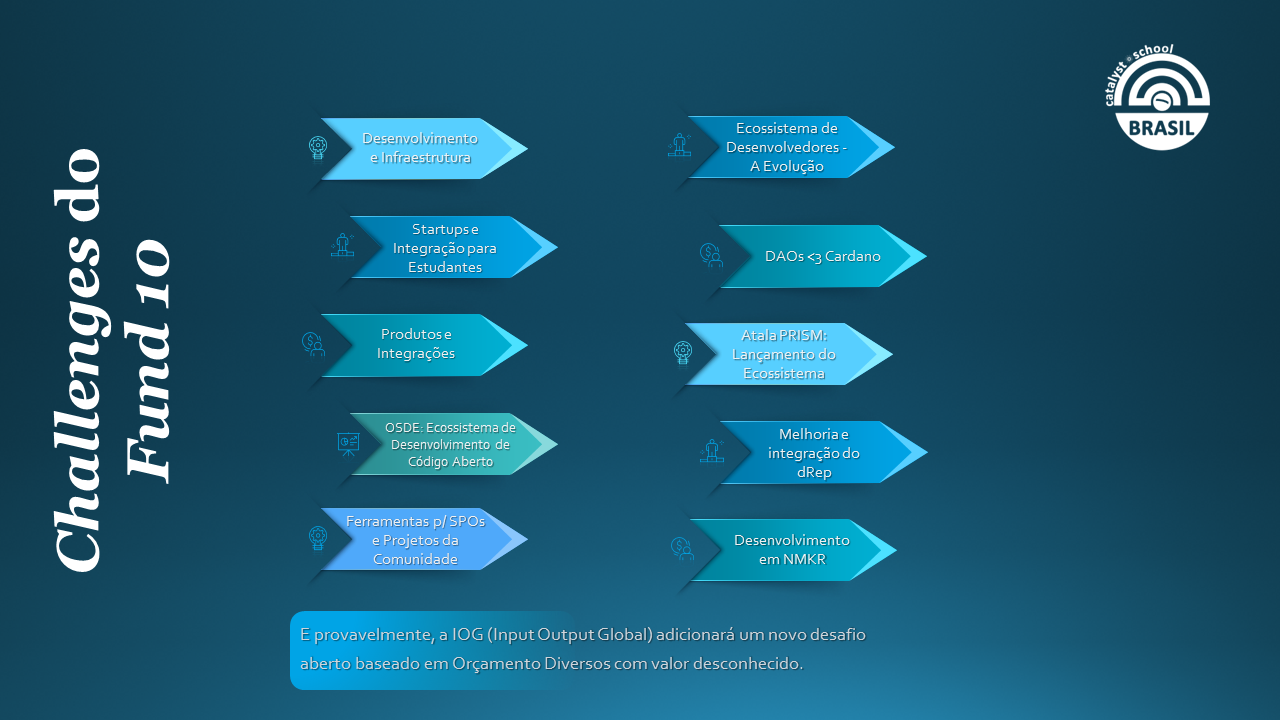 Challenges do
Fund 10
Desenvolvimento
e Infraestrutura
Startups e
Integração para
Estudantes
Produtos e
Integrações
OSDE: Ecossistema de
Desenvolvimento de
Código Aberto
Ferramentas p/ SPOs
e Projetos da
Comunidade
Ecossistema de
Desenvolvedores -
A Evolução
DAOs <3 Cardano
Atala PRISM:
Lançamento do
Ecossistema
Melhoria e
integração do
dRep
Desenvolvimento
em NMKR
E provavelmente, a IOG (Input Output Global) adicionará um novo desafio
aberto baseado em Orçamento Diversos com valor desconhecido.
catalyst school
BRASIL